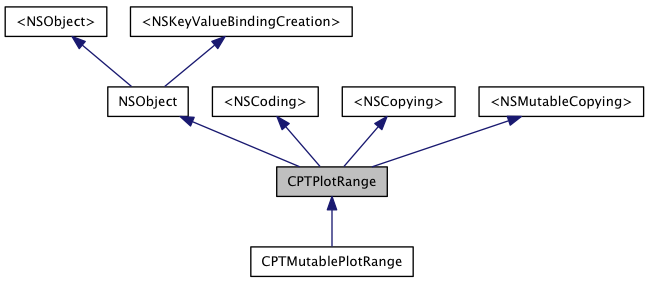 <NSObject>
<NSKeyValueBindingCreation>
NSObject
<NSCoding>
<NSCopying>
<NSMutableCopying>
CPTPlotRange
CPTMutablePlotRange